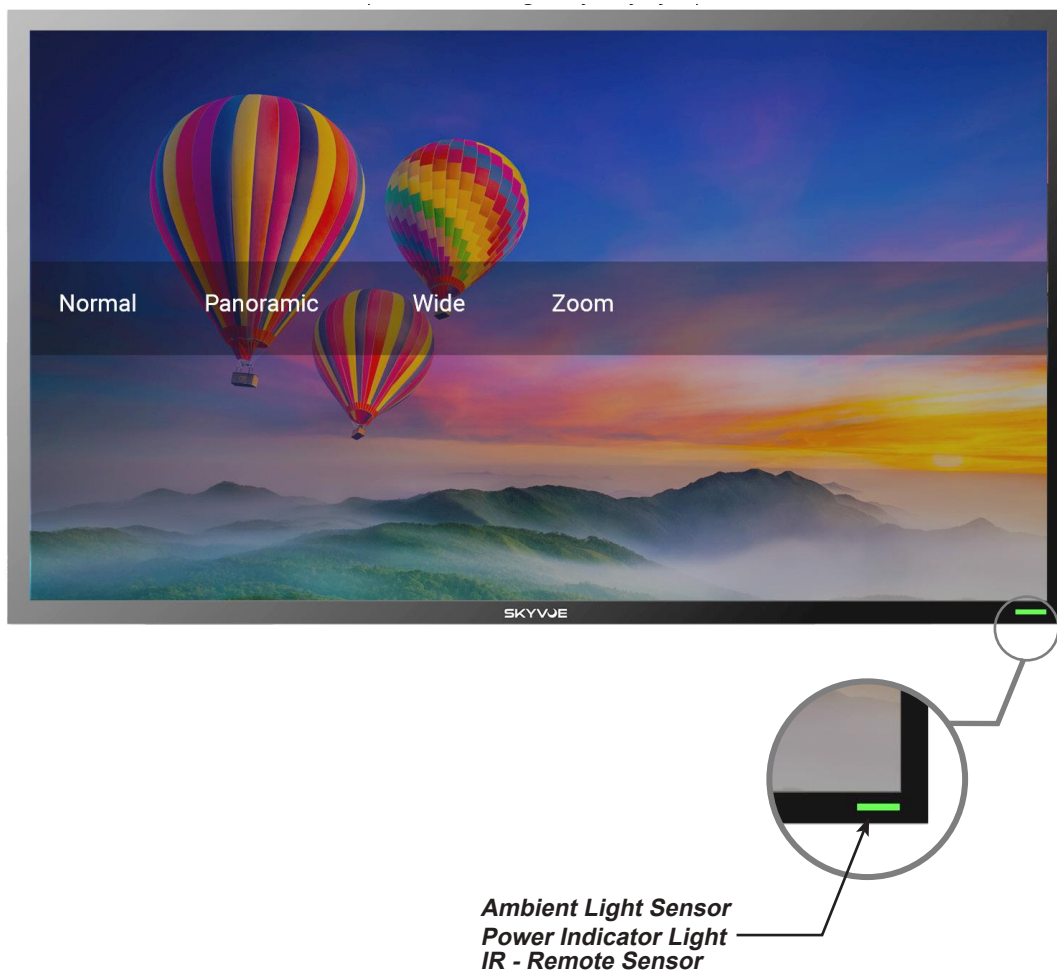 Normal Panoramic Wide Zoom
SKYVUE
Ambient Light Sensor
Power Indicator Light
IR - Remote Sensor